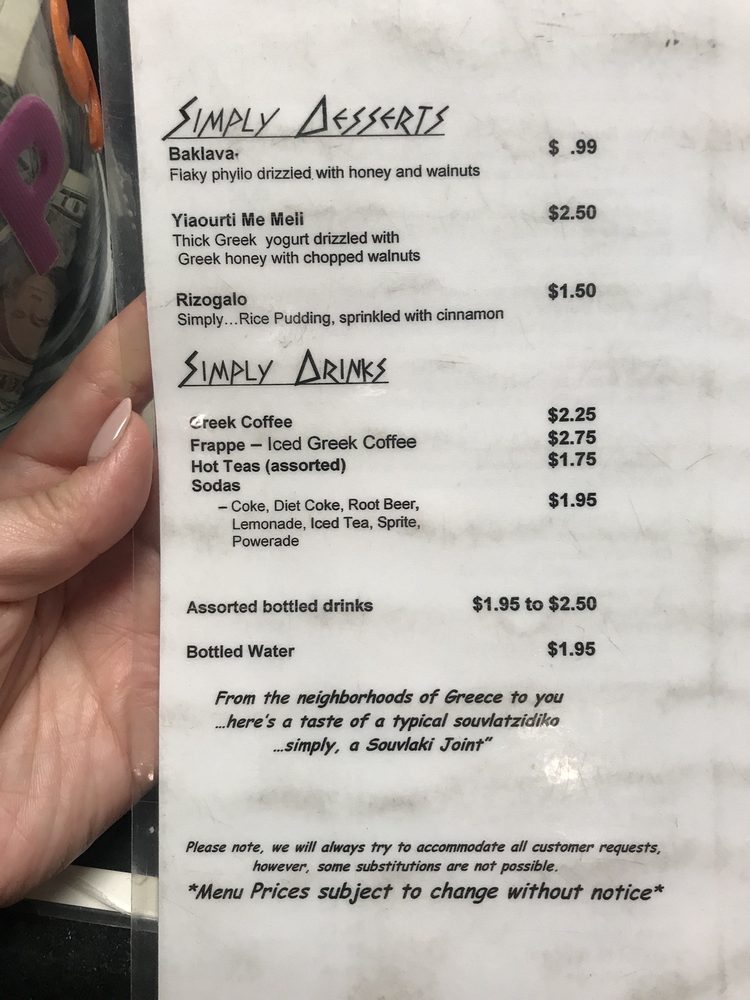 P
SIMPLY DESSERTS
Baklava. $ .99
Flaky phyllo drizzled with honey and walnuts
Yiaourti Me Meli $2.50
Thick Greek yogurt drizzled with
Greek honey with chopped walnuts
Rizogalo $1.50
Simply...Rice Pudding, sprinkled with cinnamon
SIMPLY DRINKS
Greek Coffee $2.25
Frappe – Iced Greek Coffee $2.75
Hot Teas (assorted) $1.75
Sodas
– Coke, Diet Coke, Root Beer, $1.95
Lemonade, Iced Tea, Sprite,
Powerade
Assorted bottled drinks $1.95 to $2.50
Bottled Water $1.95
From the neighborhoods of Greece to you
...here's a taste of a typical souvlatzidiko
...simply, a Souvlaki Joint"
Please note, we will always try to accommodate all customer requests,
however, some substitutions are not possible.
*Menu Prices subject to change without notice*